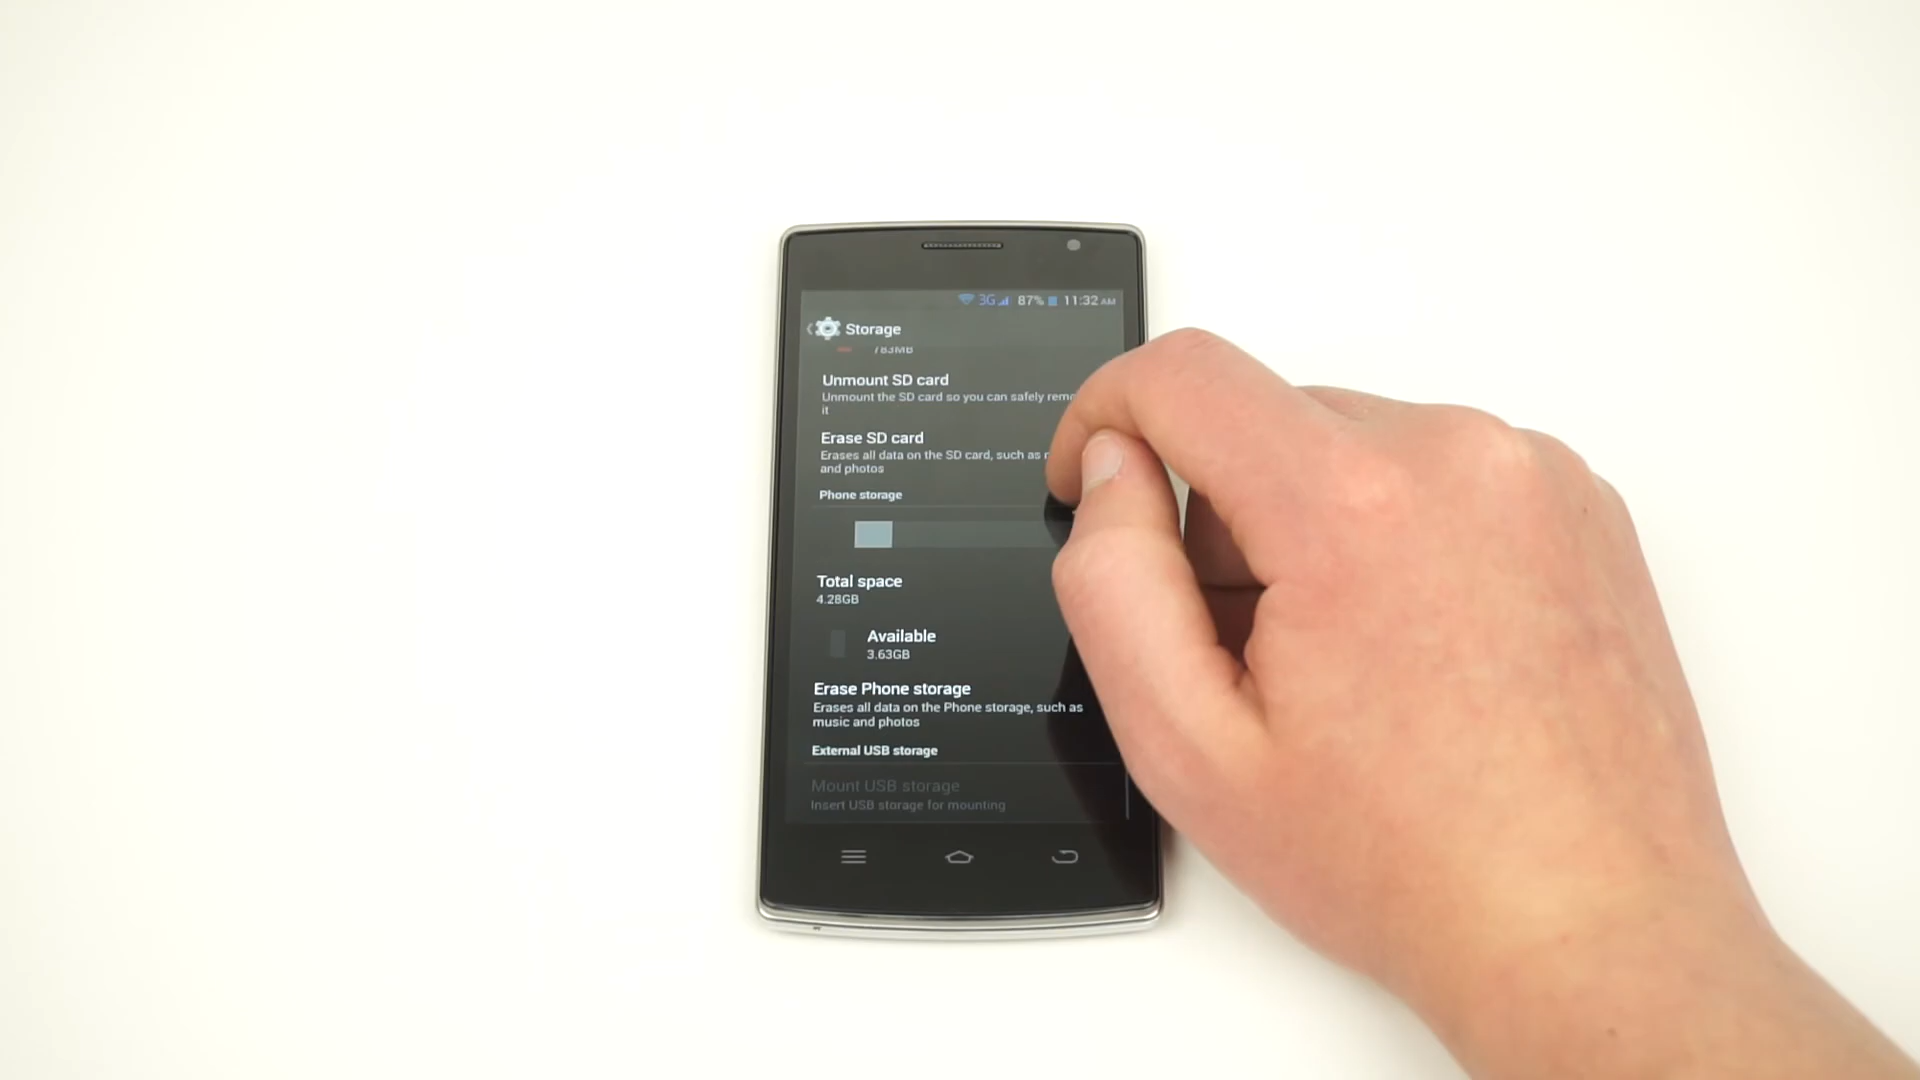 3G 87% 11:32 AM
Storage
783MB
Unmount SD card
Unmount the SD card so you can safely
it
Erase SD card
Erases all data on the SD card, such as
and photos
Phone storage
Total space
4.28GB
Available
3.63GB
Erase Phone storage
Erases all data on the Phone storage, such as
music and photos
External USB storage
Mount USB storage
Insert USB storage for mounting